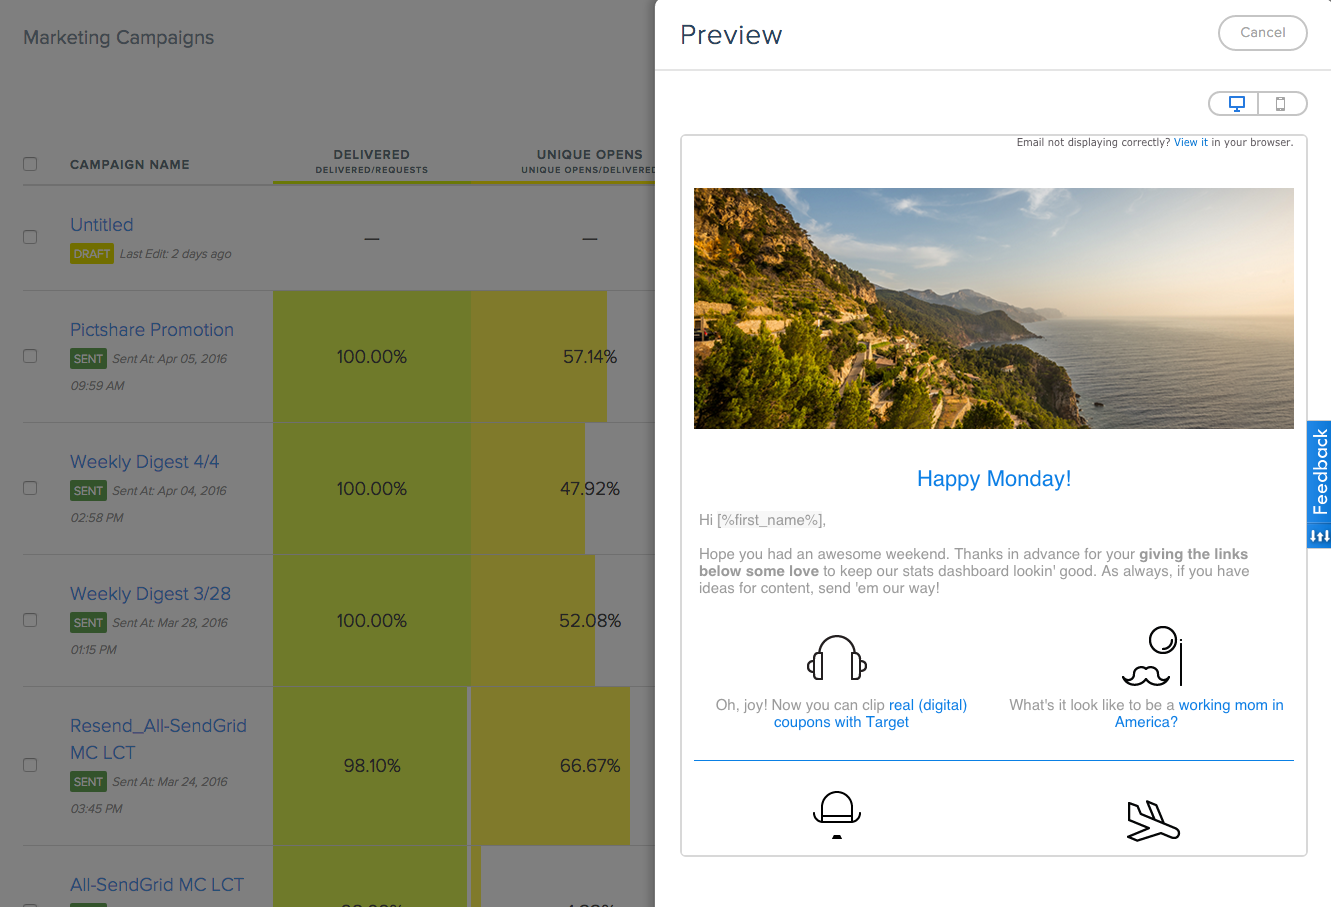 Marketing Campaigns
CAMPAIGN NAME
DELIVERED
DELIVERED/REQUESTS
UNIQUE OPENS
UNIQUE OPENS/DELIVERED
Untitled
DRAFT Last Edit: 2 days ago
—
—
Pictshare Promotion
SENT Sent At: Apr 05, 2016
09:59 AM
100.00%
57.14%
Weekly Digest 4/4
SENT Sent At: Apr 04, 2016
02:58 PM
100.00%
47.92%
Weekly Digest 3/28
SENT Sent At: Mar 28, 2016
01:15 PM
100.00%
52.08%
Resend_All-SendGrid
MC LCT
SENT Sent At: Mar 24, 2016
03:45 PM
98.10%
66.67%
All-SendGrid MC LCT
Preview
Cancel
Email not displaying correctly? View it in your browser.
Happy Monday!
Hi [%first_name%],
Hope you had an awesome weekend. Thanks in advance for your giving the links
below some love to keep our stats dashboard lookin' good. As always, if you have
ideas for content, send 'em our way!
Oh, joy! Now you can clip real (digital)
coupons with Target
What's it look like to be a working mom in
America?
Feedback